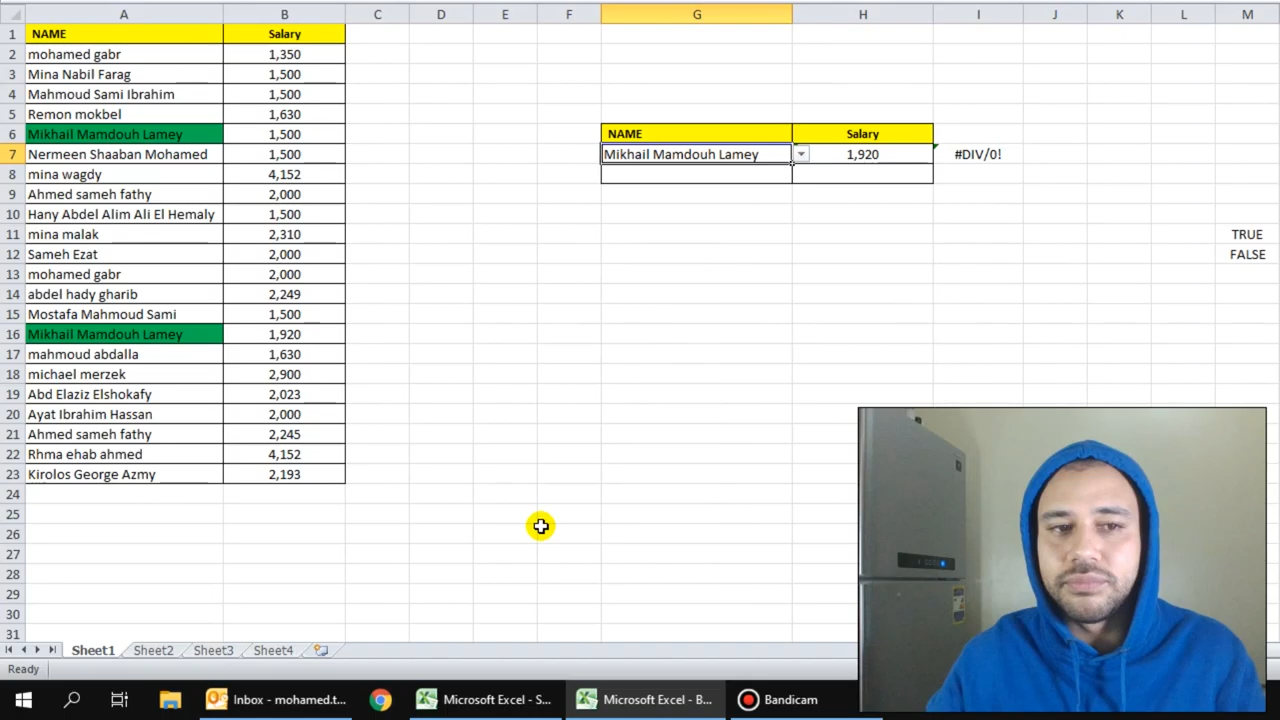 A B C D E F G H I J K L M
1 NAME Salary
2 mohamed gabr 1,350
3 Mina Nabil Farag 1,500
4 Mahmoud Sami Ibrahim 1,500
5 Remon mokbel 1,630
6 Mikhail Mamdouh Lamey 1,500 NAME Salary
7 Nermeen Shaaban Mohamed 1,500 Mikhail Mamdouh Lamey 1,920 #DIV/0!
8 mina wagdy 4,152
9 Ahmed sameh fathy 2,000
10 Hany Abdel Alim Ali El Hemaly 1,500
11 mina malak 2,310 TRUE
12 Sameh Ezat 2,000 FALSE
13 mohamed gabr 2,000
14 abdel hady gharib 2,249
15 Mostafa Mahmoud Sami 1,500
16 Mikhail Mamdouh Lamey 1,920
17 mahmoud abdalla 1,630
18 michael merzek 2,900
19 Abd Elaziz Elshokafy 2,023
20 Ayat Ibrahim Hassan 2,000
21 Ahmed sameh fathy 2,245
22 Rhma ehab ahmed 4,152
23 Kirolos George Azmy 2,193
24
25
26
27
28
29
30
31
Sheet1 Sheet2 Sheet3 Sheet4
Ready
Inbox - mohamed.t... Microsoft Excel - S... Microsoft Excel - B... Bandicam